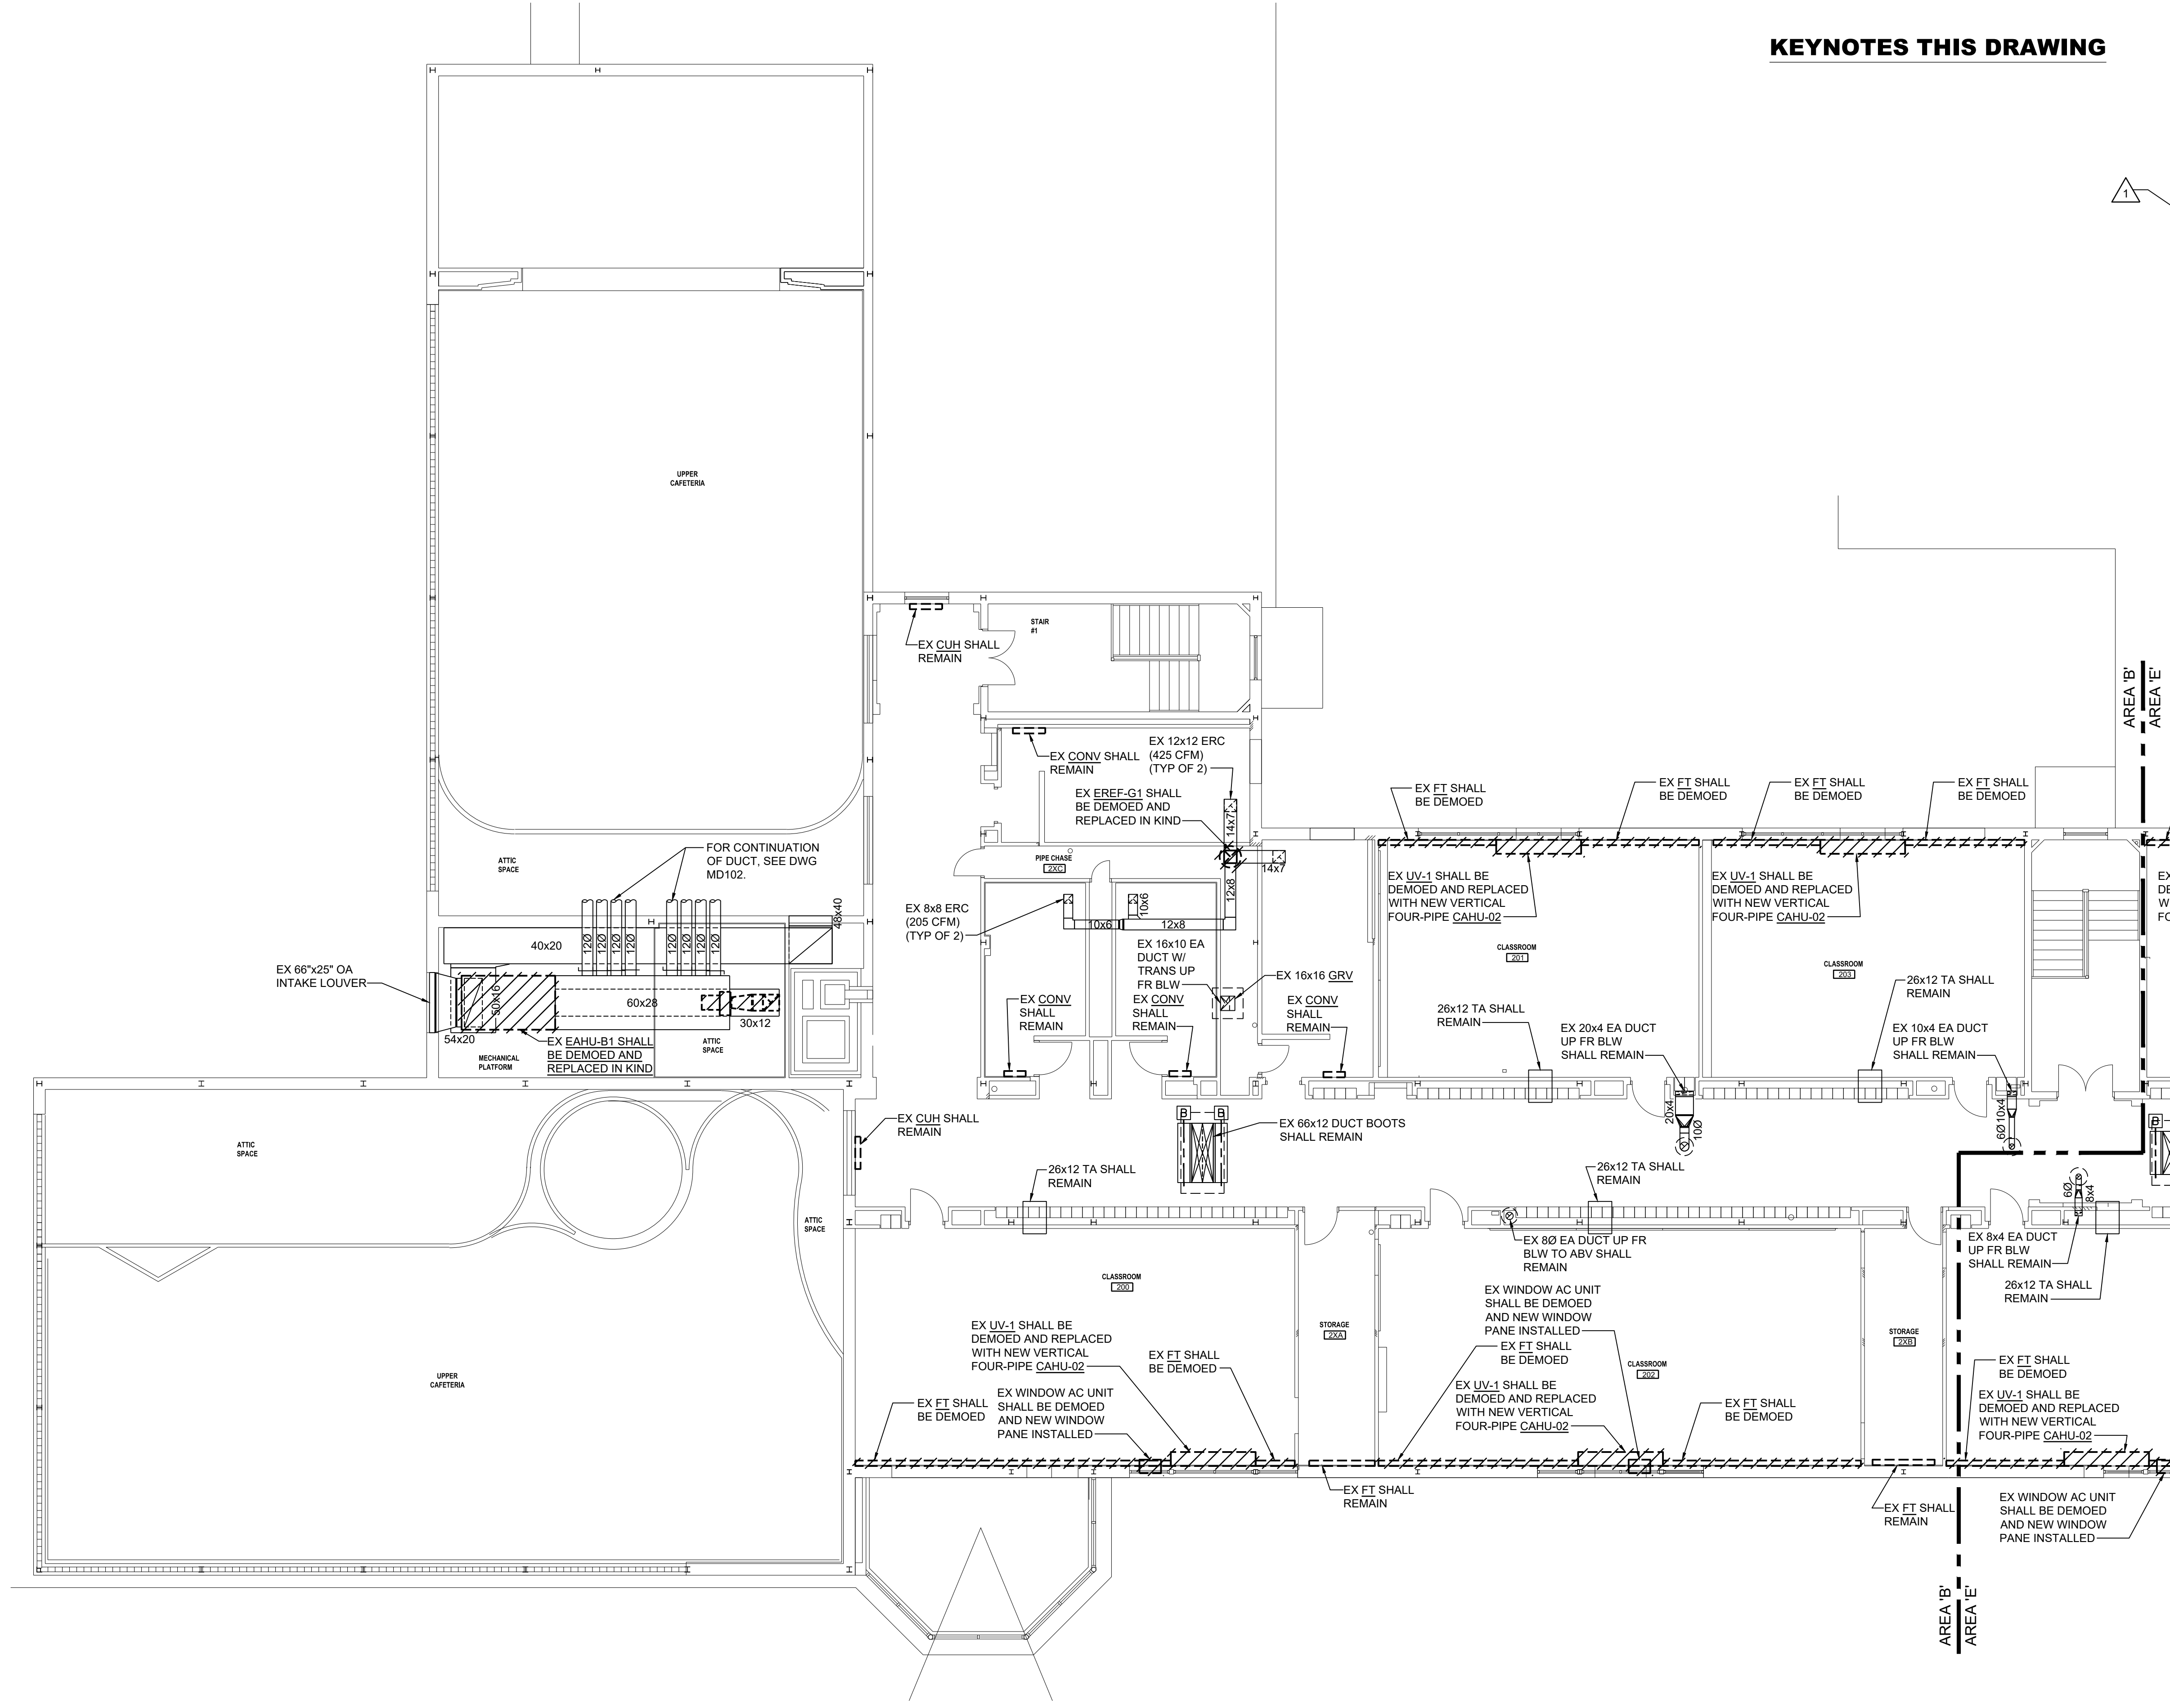 KEYNOTES THIS DRAWING
1
UPPER
CAFETERIA
STAIR
#1
EX CUH SHALL
REMAIN
AREA 'B'
AREA 'E'
EX CONV SHALL
REMAIN
EX 12x12 ERC
(425 CFM)
(TYP OF 2)
EX EREF-G1 SHALL
BE DEMOED AND
REPLACED IN KIND
14x7
14x7
12x8
EX FT SHALL
BE DEMOED
EX FT SHALL
BE DEMOED
EX FT SHALL
BE DEMOED
EX FT SHALL
BE DEMOED
ATTIC
SPACE
FOR CONTINUATION
OF DUCT, SEE DWG
MD102.
PIPE CHASE
2XC
EX UV-1 SHALL BE
DEMOED AND REPLACED
WITH NEW VERTICAL
FOUR-PIPE CAHU-02
EX UV-1 SHALL BE
DEMOED AND REPLACED
WITH NEW VERTICAL
FOUR-PIPE CAHU-02
EX
DE
W
FO
EX 8x8 ERC
(205 CFM)
(TYP OF 2)
10x6
10x6
12x8
48x40
40x20
12Ø
12Ø
12Ø
12Ø
12Ø
12Ø
12Ø
12Ø
CLASSROOM
201
CLASSROOM
203
EX 66"x25" OA
INTAKE LOUVER
50x16
60x28
30x12
54x20
EX 16x10 EA
DUCT W/
TRANS UP
FR BLW
EX 16x16 GRV
EX CONV
SHALL
REMAIN
EX CONV
SHALL
REMAIN
EX CONV
SHALL
REMAIN
26x12 TA SHALL
REMAIN
26x12 TA SHALL
REMAIN
EX 20x4 EA DUCT
UP FR BLW
SHALL REMAIN
EX 10x4 EA DUCT
UP FR BLW
SHALL REMAIN
EX EAHU-B1 SHALL
BE DEMOED AND
REPLACED IN KIND
ATTIC
SPACE
MECHANICAL
PLATFORM
EX CUH SHALL
REMAIN
B
B
EX 66x12 DUCT BOOTS
SHALL REMAIN
20x4
10Ø
10x4
6Ø
B
ATTIC
SPACE
26x12 TA SHALL
REMAIN
26x12 TA SHALL
REMAIN
6Ø
8x4
ATTIC
SPACE
EX 8Ø EA DUCT UP FR
BLW TO ABV SHALL
REMAIN
EX 8x4 EA DUCT
UP FR BLW
SHALL REMAIN
26x12 TA SHALL
REMAIN
CLASSROOM
200
EX WINDOW AC UNIT
SHALL BE DEMOED
AND NEW WINDOW
PANE INSTALLED
STORAGE
2XA
STORAGE
2XB
EX UV-1 SHALL BE
DEMOED AND REPLACED
WITH NEW VERTICAL
FOUR-PIPE CAHU-02
EX FT SHALL
BE DEMOED
EX FT SHALL
BE DEMOED
CLASSROOM
202
EX FT SHALL
BE DEMOED
UPPER
CAFETERIA
EX FT SHALL
BE DEMOED
EX WINDOW AC UNIT
SHALL BE DEMOED
AND NEW WINDOW
PANE INSTALLED
EX UV-1 SHALL BE
DEMOED AND REPLACED
WITH NEW VERTICAL
FOUR-PIPE CAHU-02
EX FT SHALL
BE DEMOED
EX UV-1 SHALL BE
DEMOED AND REPLACED
WITH NEW VERTICAL
FOUR-PIPE CAHU-02
EX FT SHALL
REMAIN
EX FT SHALL
REMAIN
EX WINDOW AC UNIT
SHALL BE DEMOED
AND NEW WINDOW
PANE INSTALLED
AREA 'B'
AREA 'E'